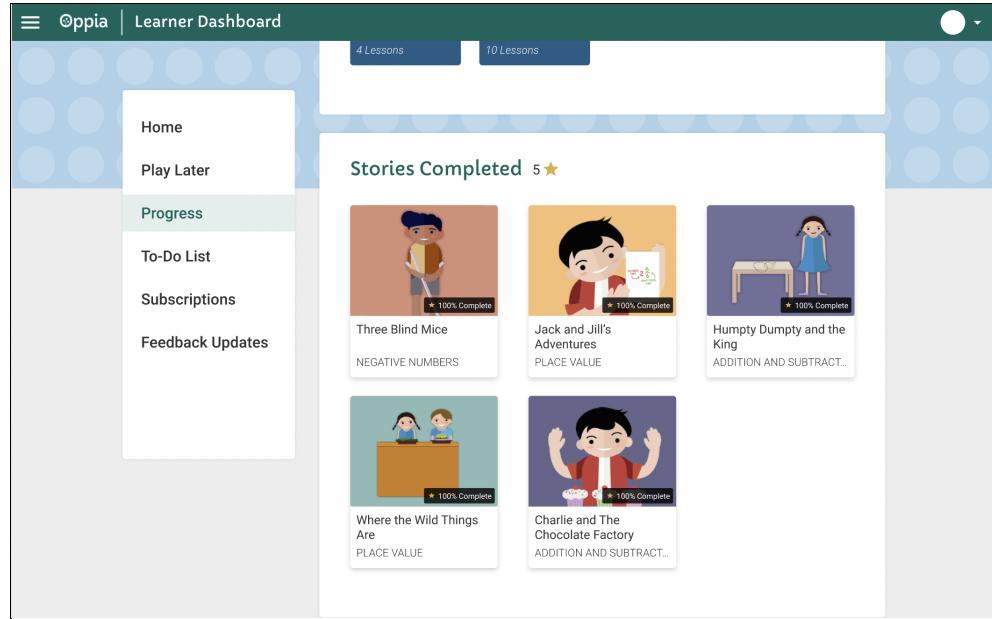 Oppia
Learner Dashboard
4 Lessons
10 Lessons
Home
Play Later
Progress
To-Do List
Subscriptions
Feedback Updates
Stories Completed 5
100% Complete
Three Blind Mice
NEGATIVE NUMBERS
100% Complete
Jack and Jill's
Adventures
PLACE VALUE
100% Complete
Humpty Dumpty and the
King
ADDITION AND SUBTRACT...
100% Complete
Where the Wild Things
Are
PLACE VALUE
100% Complete
Charlie and The
Chocolate Factory
ADDITION AND SUBTRACT...